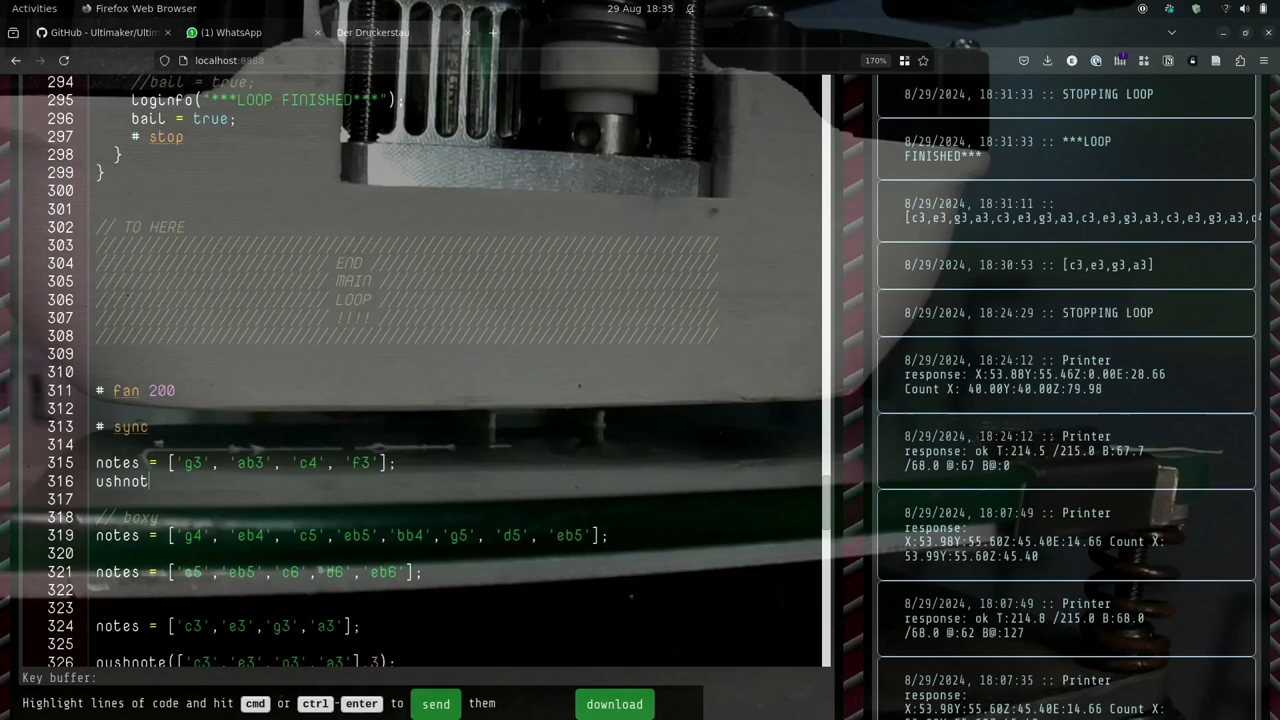 Activities
Firefox Web Browser
29 Aug 18:35
GitHub - Ultimaker/Ultim
(1) WhatsApp
Der Druckerstau
localhost:8888
170%
294 //bail = true;
295 loginfo("***LOOP FINISHED***");
296 bail = true;
297 # stop
298 }
299 }
300
301
302 // TO HERE
303
304 END
305 MAIN
306 LOOP
307 !!!!
308
309
310
311 # fan 200
312
313 # sync
314
315 notes = ['g3', 'ab3', 'c4', 'f3'];
316 ushnot
317
318 // boxy
319 notes = ['g4', 'eb4', 'c5','eb5','bb4','g5', 'd5', 'eb5'];
320
321 notes = ['c5','eb5','c6','d6','eb6'];
322
323
324 notes = ['c3','e3','g3','a3'];
325
326 pushnote(['c3','e3','g3','a3'],3);
Key buffer:
Highlight lines of code and hit cmd or ctrl-enter to send them
download
8/29/2024, 18:31:33 :: STOPPING LOOP
8/29/2024, 18:31:33 :: ***LOOP
FINISHED***
8/29/2024, 18:31:11 ::
[c3,e3,g3,a3,c3,e3,g3,a3,c3,e3,g3,a3,c3,e3,g3,a3,c4
8/29/2024, 18:30:53 :: [c3,e3,g3,a3]
8/29/2024, 18:24:29 :: STOPPING LOOP
8/29/2024, 18:24:12 :: Printer
response: X:53.88Y:55.46Z:0.00E:28.66
Count X: 40.00Y:40.00Z:79.98
8/29/2024, 18:24:12 :: Printer
response: ok T:214.5 /215.0 B:67.7
/68.0 @:67 B@:0
8/29/2024, 18:07:49 :: Printer
response:
X:53.98Y:55.60Z:45.40E:14.66 Count X:
53.99Y:55.60Z:45.40
8/29/2024, 18:07:49 :: Printer
response: ok T:214.8 /215.0 B:68.0
/68.0 @:62 B@:127
8/29/2024, 18:07:35 :: Printer
response:
X:53.98Y:55.60Z:45.40E:14.66 Count X: